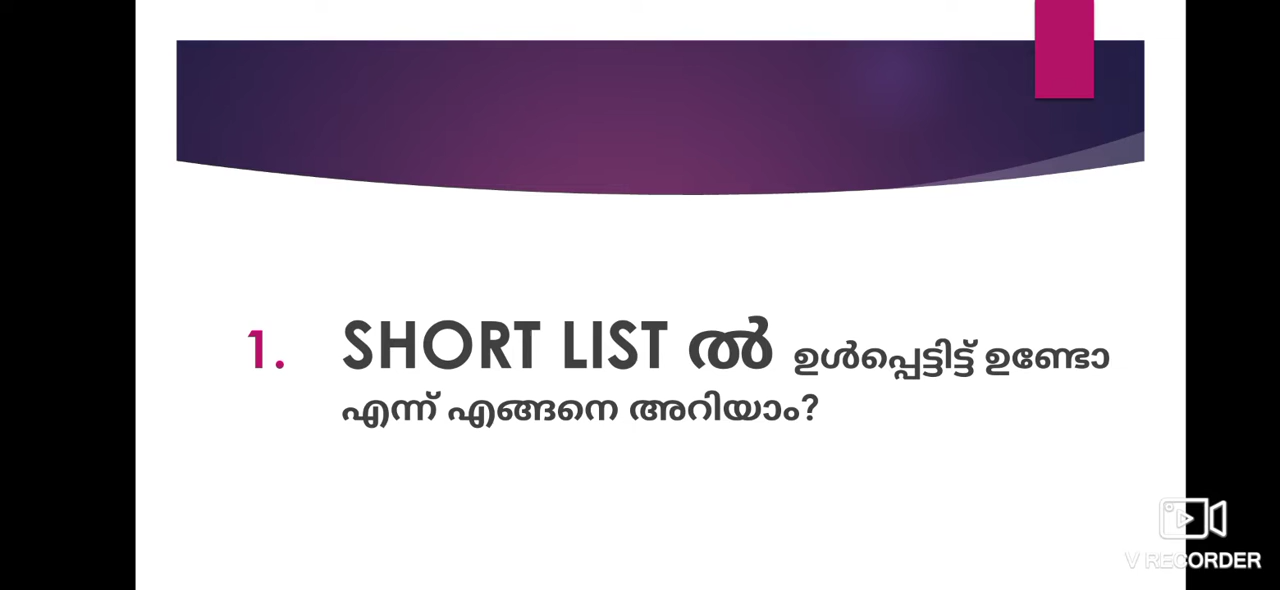 1. SHORT LIST ൽ ഉൾപ്പെട്ടിട്ട് ഉണ്ടോ
എന്ന് എങ്ങനെ അറിയാം?
V RECORDER